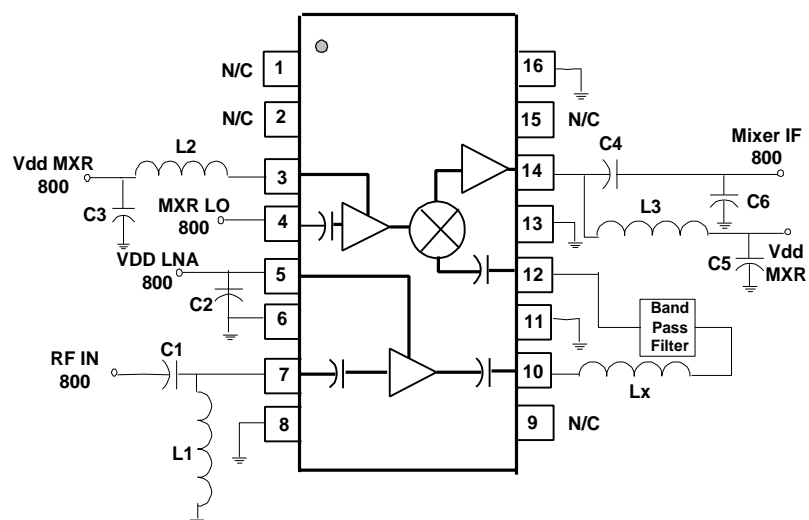 N/C
1
N/C
2
Vdd MXR
800
L2
3
C3
MXR LO
800
4
VDD LNA
800
5
C2
6
RF IN
800
C1
7
L1
8
16
15
N/C
14
C4
Mixer IF
800
C6
13
L3
C5
Vdd
MXR
12
11
Band
Pass
Filter
10
Lx
9
N/C